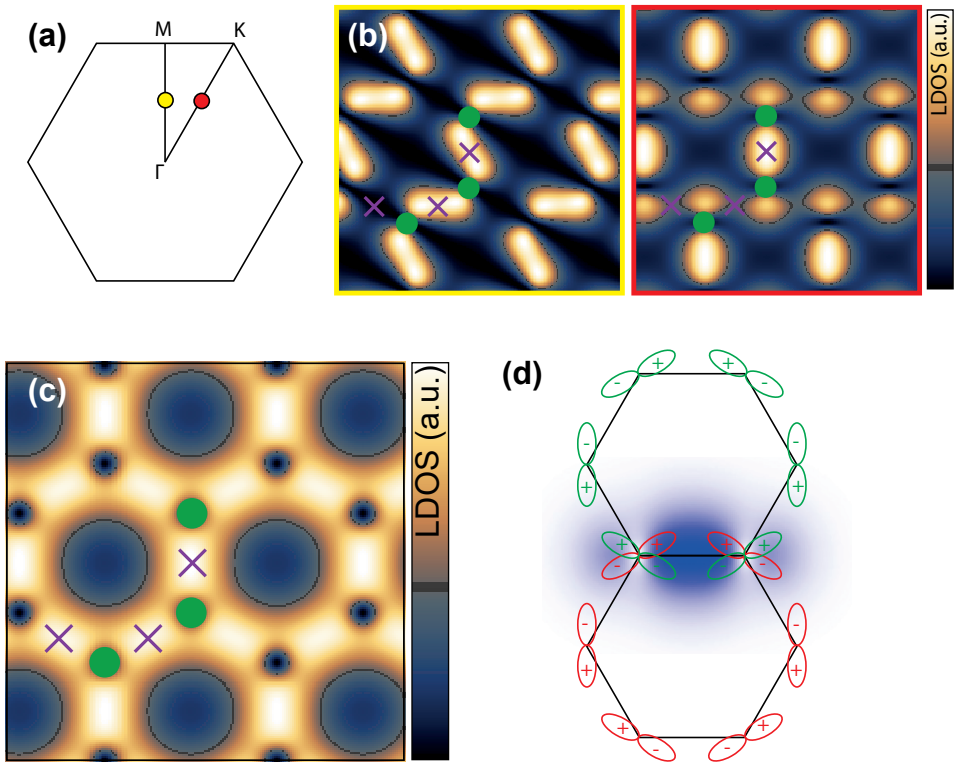 (a)
M
K
Γ
(b)
LDOS (a.u.)
(c)
LDOS (a.u.)
(d)
+ +
- -
- -
+ +
+ + + +
- - - -
- -
+ +
+ +
- -